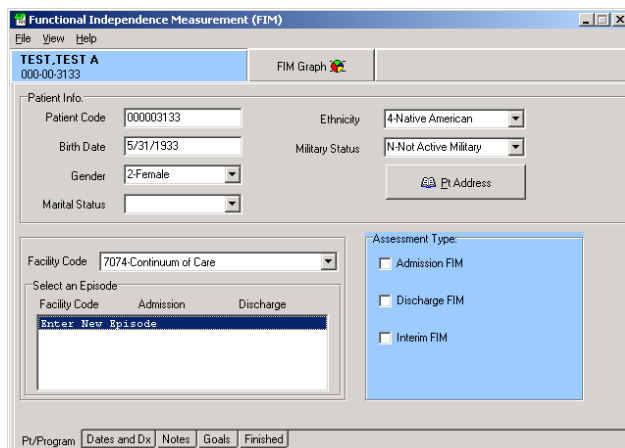 Functional Independence Measurement (FIM)
File View Help
TEST,TEST A
000-00-3133
FIM Graph
Patient Info.
Patient Code 000003133
Ethnicity 4-Native American
Birth Date 5/31/1933
Military Status N-Not Active Military
Gender 2-Female
Pt Address
Marital Status
Facility Code 7074-Continuum of Care
Select an Episode
Facility Code Admission Discharge
Enter New Episode
Assessment Type:
Admission FIM
Discharge FIM
Interim FIM
Pt/Program Dates and Dx Notes Goals Finished